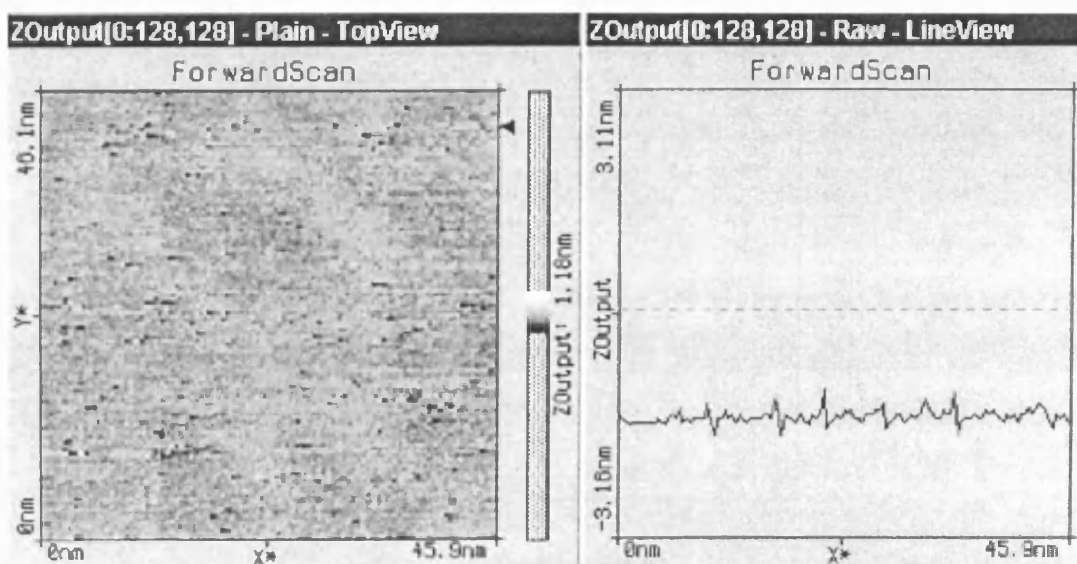 ZOutput[0:128,128] - Plain - TopView
ForwardScan
40.1nm
Y*
0nm
0nm
X*
45.9nm
ZOutput: 1.18nm
ZOutput[0:128,128] - Raw - LineView
ForwardScan
3.11nm
ZOutput
-3.16nm
0nm
X*
45.9nm